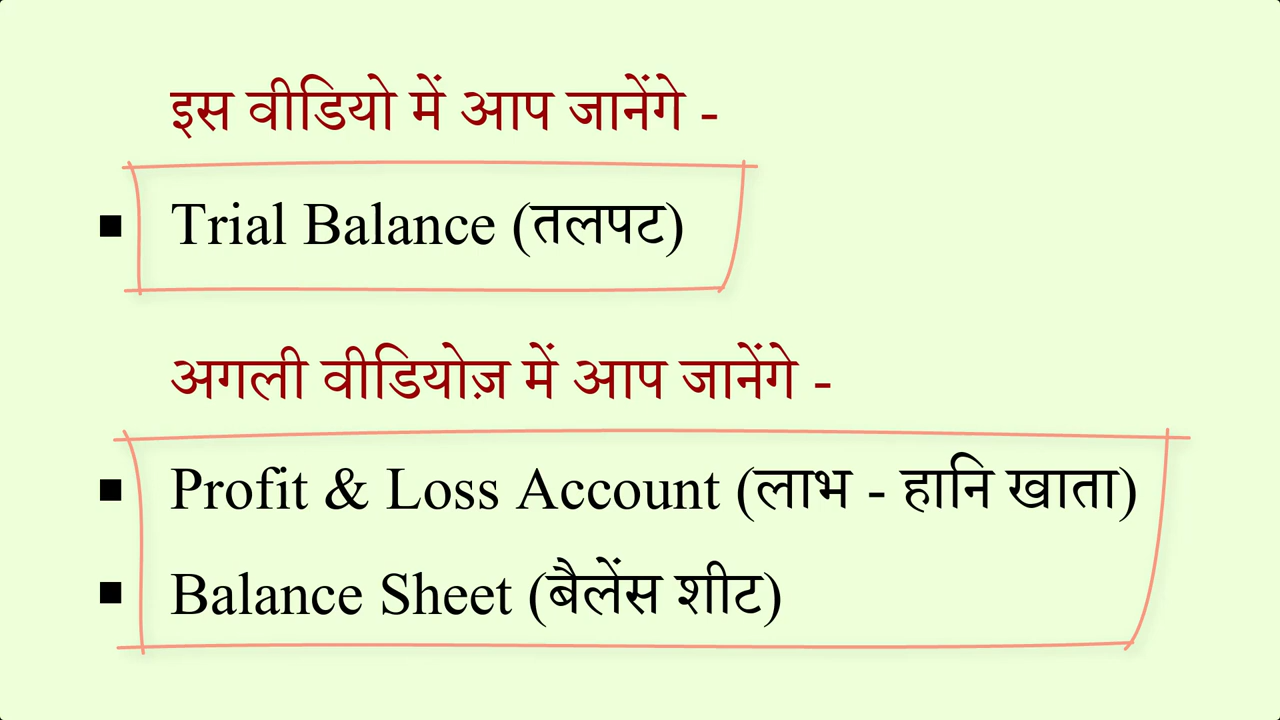 इस वीडियो में आप जानेंगे -
▪ Trial Balance (तलपट)
अगली वीडियोज़ में आप जानेंगे -
▪ Profit & Loss Account (लाभ - हानि खाता)
▪ Balance Sheet (बैलेंस शीट)